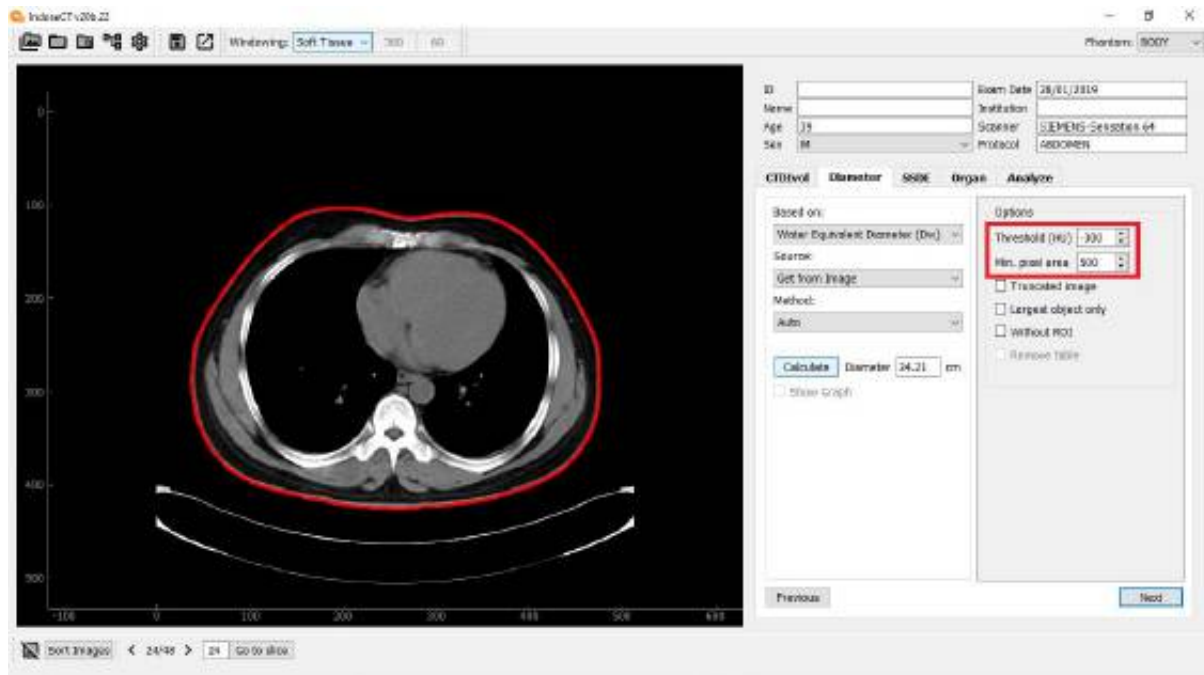 IndoseCT v20b.22
Windowing: Soft Tissue 60
Phantom: BODY
ID
Exam Date 28/01/2019
Name
Institution
Age
Scanner SIEMENS-Sensation 64
Sex M
Protocol ABDOMEN
CTDIvol Diameter SSDE Organ Analyze
Based on:
Water Equivalent Diameter (Dw)
Source:
Get from Image
Method:
Auto
Calculate Diameter 24.21 cm
Show Graph
Options
Threshold (HU) -300
Min. pixel area 500
Truncated image
Largest object only
Without ROI
Remove table
0
100
200
300
400
500
-100 0 100 200 300 400 500 600
Previous
Next
Sort Images 24/48 24 Go to slice